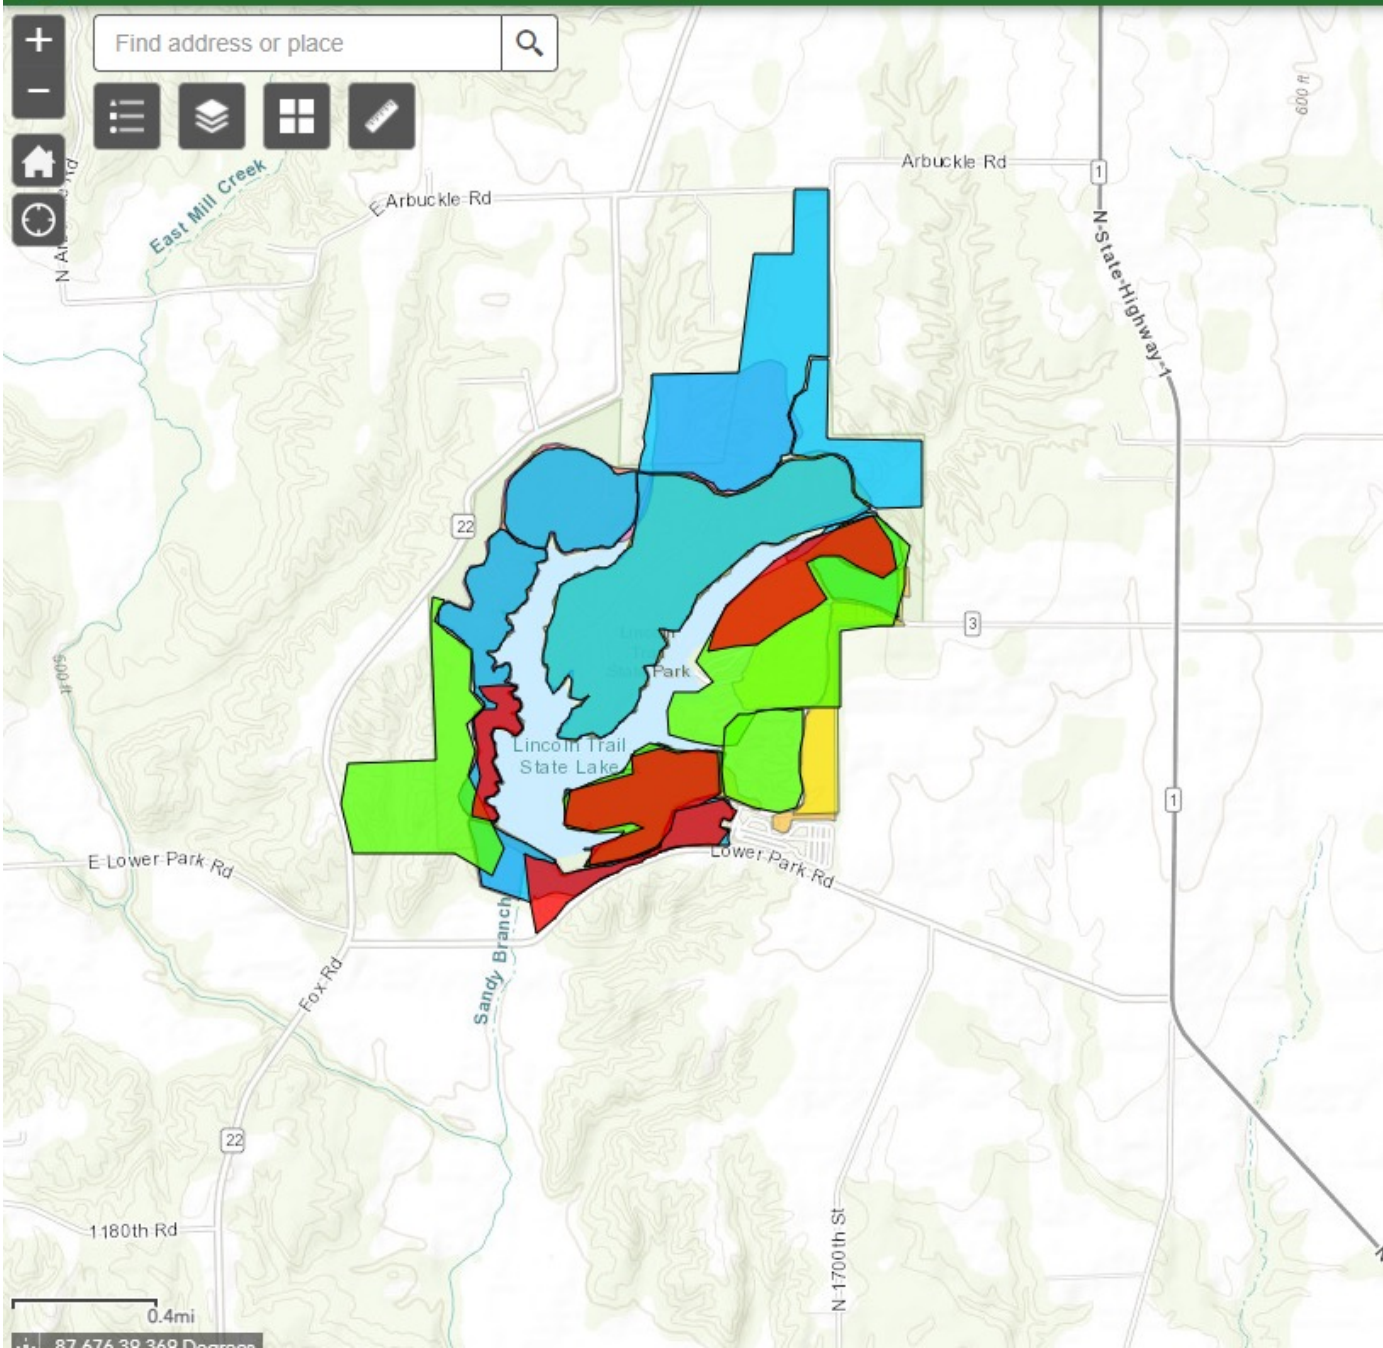 Find address or place
600 ft
Arbuckle Rd
1
East Mill Creek
E Arbuckle Rd
N-State-Highway-1
22
3
600 ft
Park
Lincoln Trail
State Lake
1
E Lower Park Rd
Lower Park Rd
Sandy Branch
Fox Rd
22
1180th Rd
N 1700th St
N
0.4mi